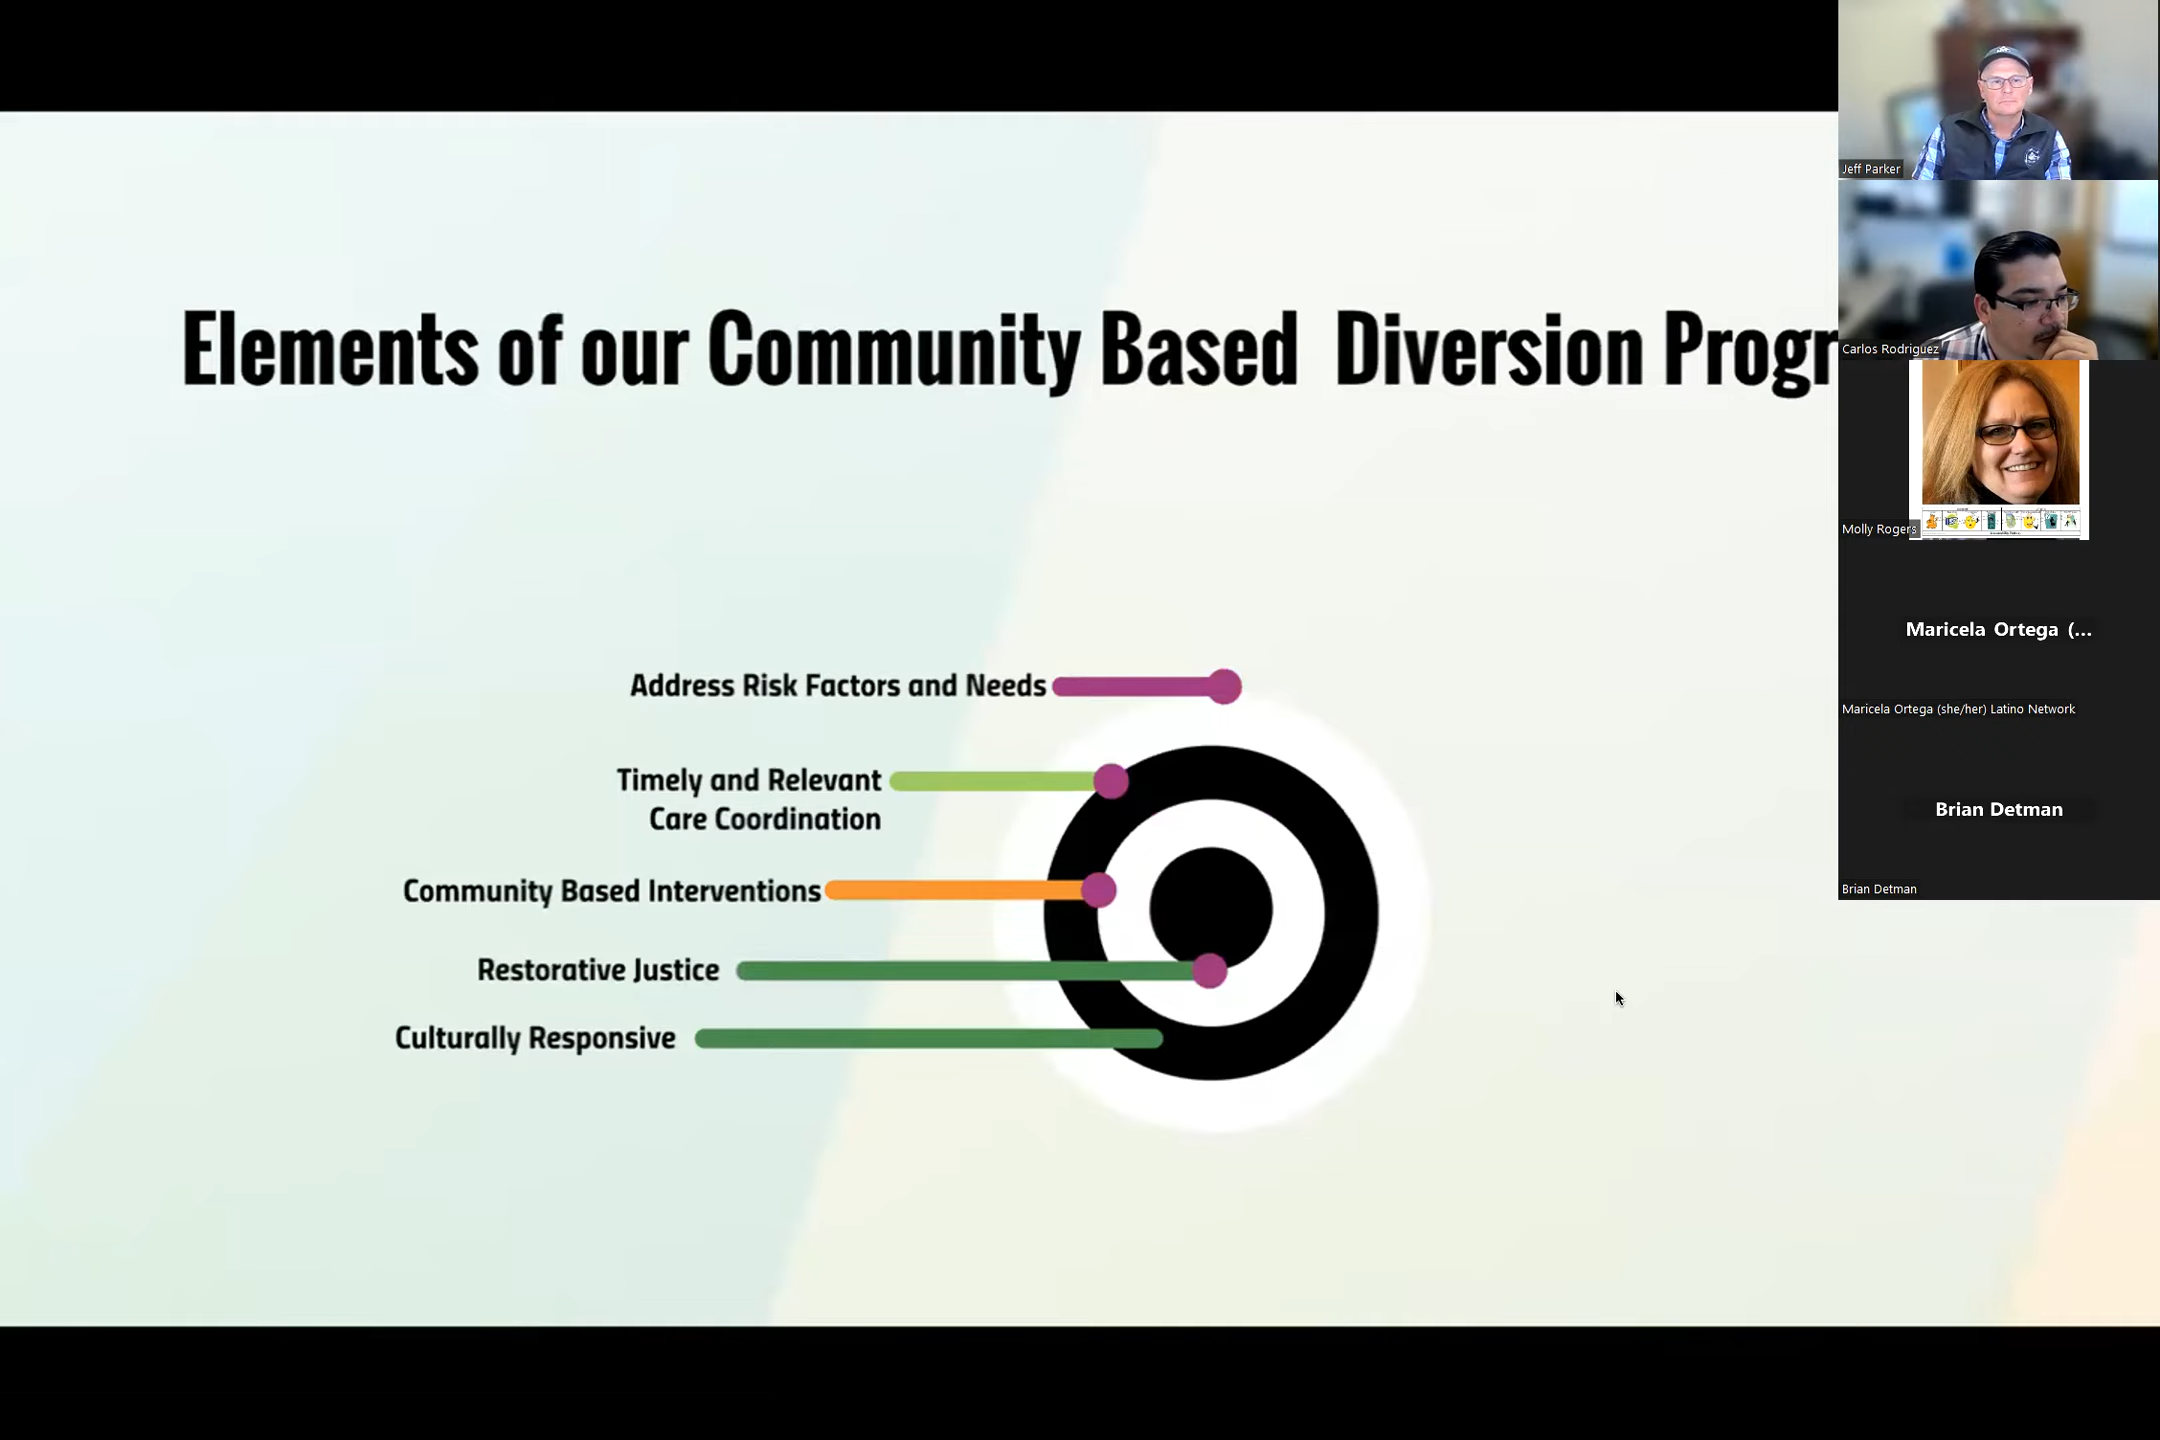 Elements of our Community Based  Diversion Progr
Address Risk Factors and Needs
Timely and Relevant
Care Coordination
Community Based Interventions
Restorative Justice
Culturally Responsive
Jeff Parker
Carlos Rodriguez
Molly Rogers
Maricela Ortega (...
Maricela Ortega (she/her) Latino Network
Brian Detman
Brian Detman